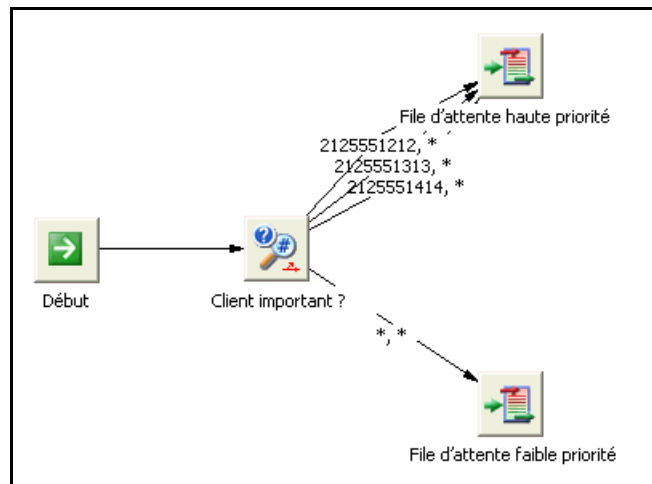 File d'attente haute priorité
2125551212, *
2125551313, *
2125551414, *
Début
Client important ?
*, *
File d'attente faible priorité